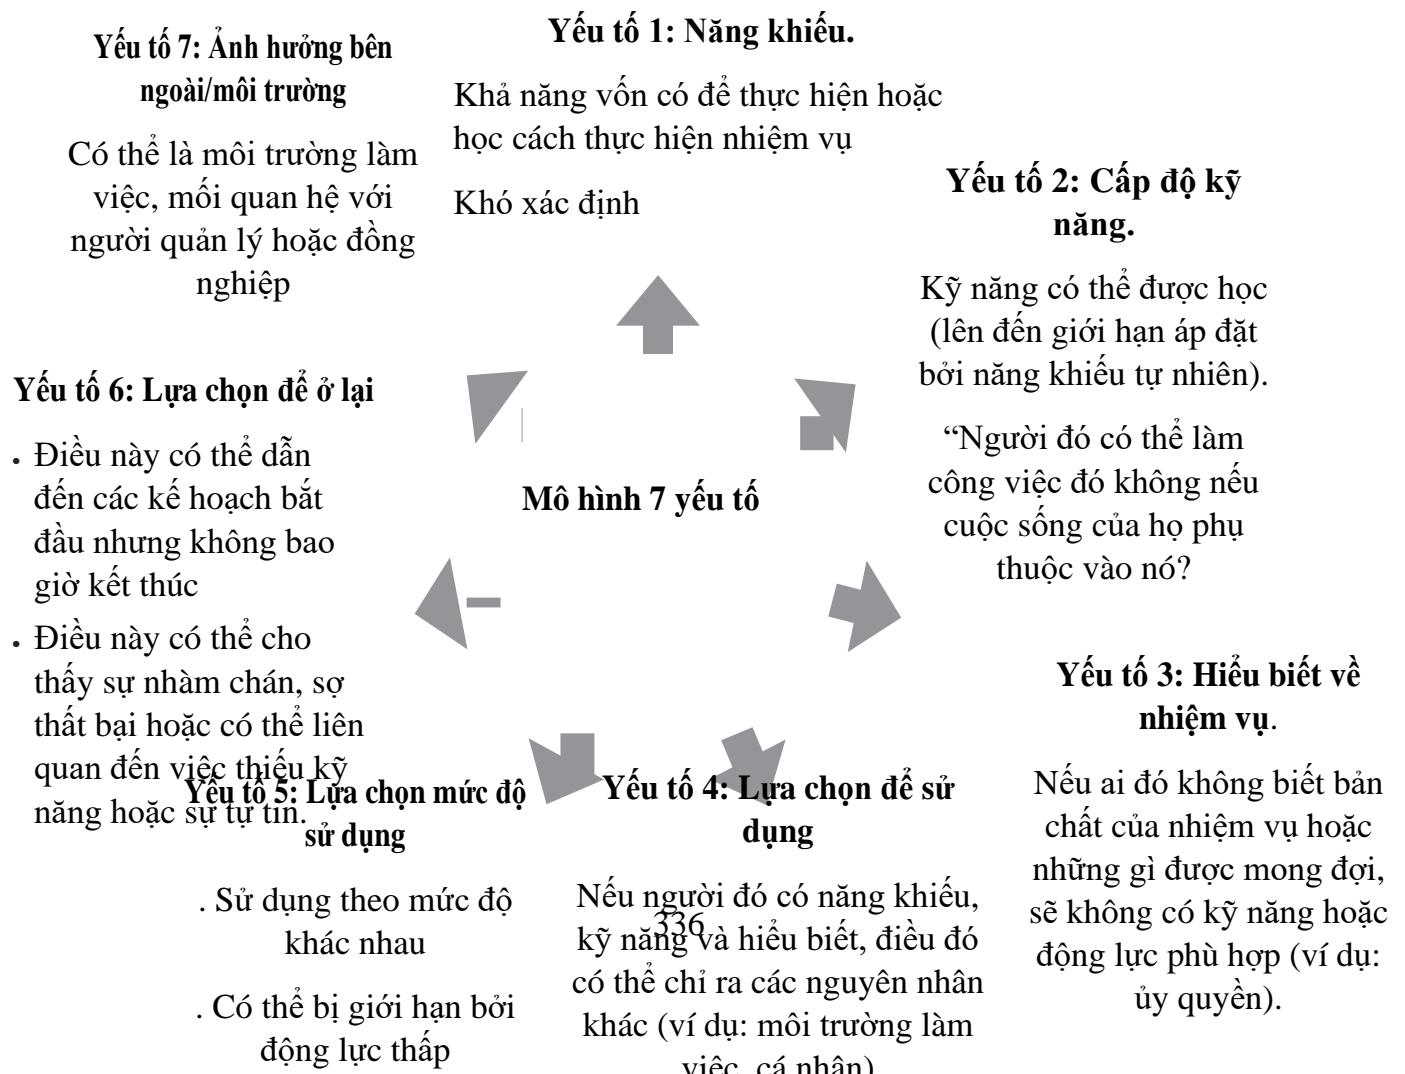 Yếu tố 7: Ảnh hưởng bên
ngoài/môi trường
Có thể là môi trường làm
việc, mối quan hệ với
người quản lý hoặc đồng
nghiệp
Yếu tố 1: Năng khiếu.
Khả năng vốn có để thực hiện hoặc
học cách thực hiện nhiệm vụ
Khó xác định
Yếu tố 2: Cấp độ kỹ
năng.
Kỹ năng có thể được học
(lên đến giới hạn áp đặt
bởi năng khiếu tự nhiên).
“Người đó có thể làm
công việc đó không nếu
cuộc sống của họ phụ
thuộc vào nó?
Yếu tố 6: Lựa chọn để ở lại
• Điều này có thể dẫn
đến các kế hoạch bắt
đầu nhưng không bao
giờ kết thúc
• Điều này có thể cho
thấy sự nhàm chán, sợ
thất bại hoặc có thể liên
quan đến việc thiếu kỹ
năng hoặc sự tự tin.
Mô hình 7 yếu tố
Yếu tố 3: Hiểu biết về
nhiệm vụ.
Nếu ai đó không biết bản
chất của nhiệm vụ hoặc
những gì được mong đợi,
sẽ không có kỹ năng hoặc
động lực phù hợp (ví dụ:
ủy quyền).
Yếu tố 5: Lựa chọn mức độ
sử dụng
. Sử dụng theo mức độ
khác nhau
. Có thể bị giới hạn bởi
động lực thấp
Yếu tố 4: Lựa chọn để sử
dụng
Nếu người đó có năng khiếu,
kỹ năng và hiểu biết, điều đó
có thể chỉ ra các nguyên nhân
khác (ví dụ: môi trường làm
việc, cá nhân)
336